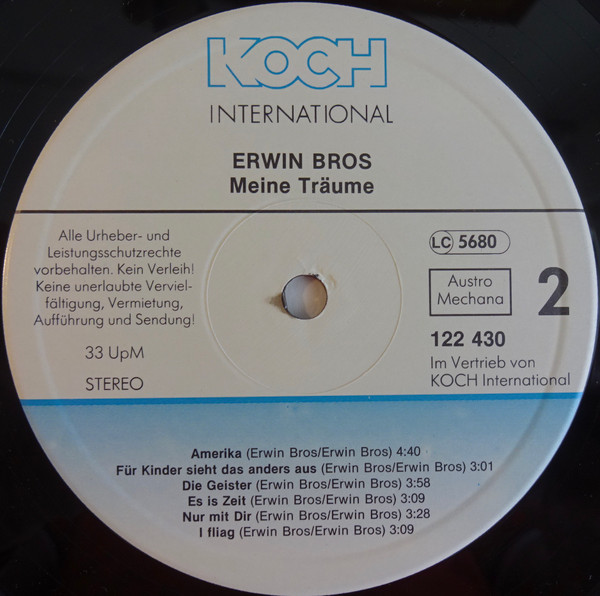 KOCH
INTERNATIONAL
ERWIN BROS
Meine Träume
Alle Urheber- und
Leistungsschutzrechte
vorbehalten. Kein Verleih!
Keine unerlaubte Verviel-
fältigung, Vermietung,
Aufführung und Sendung!
33 UpM
STEREO
LC 5680
Austro
Mechana
2
122 430
Im Vertrieb von
KOCH International
Amerika (Erwin Bros/Erwin Bros) 4:40
Für Kinder sieht das anders aus (Erwin Bros/Erwin Bros) 3:01
Die Geister (Erwin Bros/Erwin Bros) 3:58
Es is Zeit (Erwin Bros/Erwin Bros) 3:09
Nur mit Dir (Erwin Bros/Erwin Bros) 3:28
I fliag (Erwin Bros/Erwin Bros) 3:09